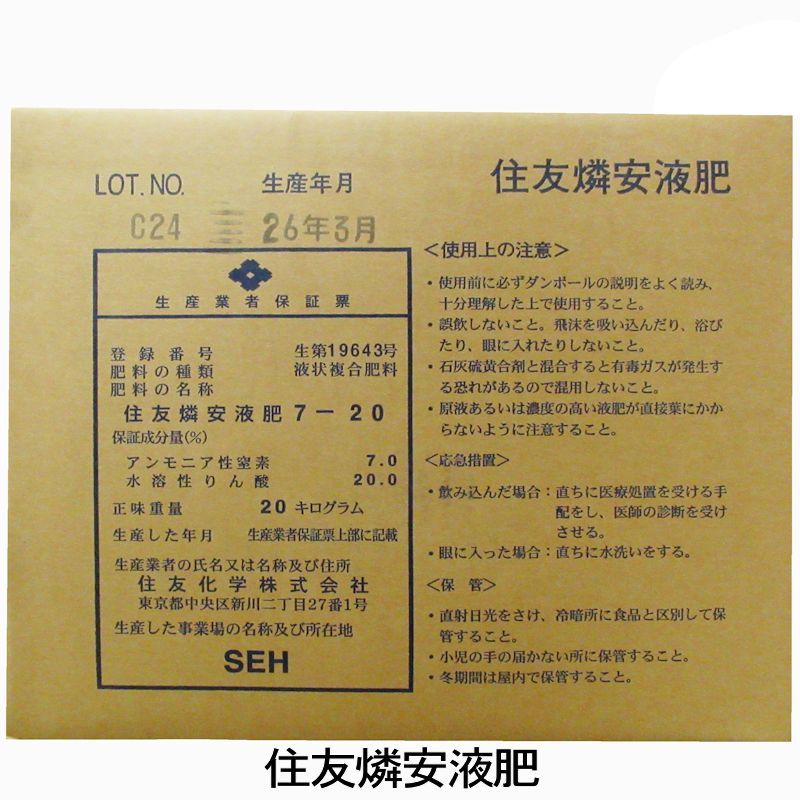 LOT.NO. 生産年月
C24 26年3月
生産業者保証票
登録番号 生第19643号
肥料の種類 液状複合肥料
肥料の名称
住友燐安液肥7－20
保証成分量(%)
アンモニア性窒素 7.0
水溶性りん酸 20.0
正味重量 20キログラム
生産した年月 生産業者保証票上部に記載
生産業者の氏名又は名称及び住所
住友化学株式会社
東京都中央区新川二丁目27番1号
生産した事業場の名称及び所在地
SEH
住友燐安液肥
＜使用上の注意＞
・使用前に必ずダンボールの説明をよく読み、
十分理解した上で使用すること。
・誤飲しないこと。飛沫を吸い込んだり、浴び
たり、眼に入れたりしないこと。
・石灰硫黄合剤と混合すると有毒ガスが発生す
る恐れがあるので混用しないこと。
・原液あるいは濃度の高い液肥が直接葉にかか
らないように注意すること。
＜応急措置＞
・飲み込んだ場合：直ちに医療処置を受ける手
配をし、医師の診断を受け
させる。
・眼に入った場合：直ちに水洗いをする。
＜保 管＞
・直射日光をさけ、冷暗所に食品と区別して保
管すること。
・小児の手の届かない所に保管すること。
・冬期間は屋内で保管すること。
住友燐安液肥